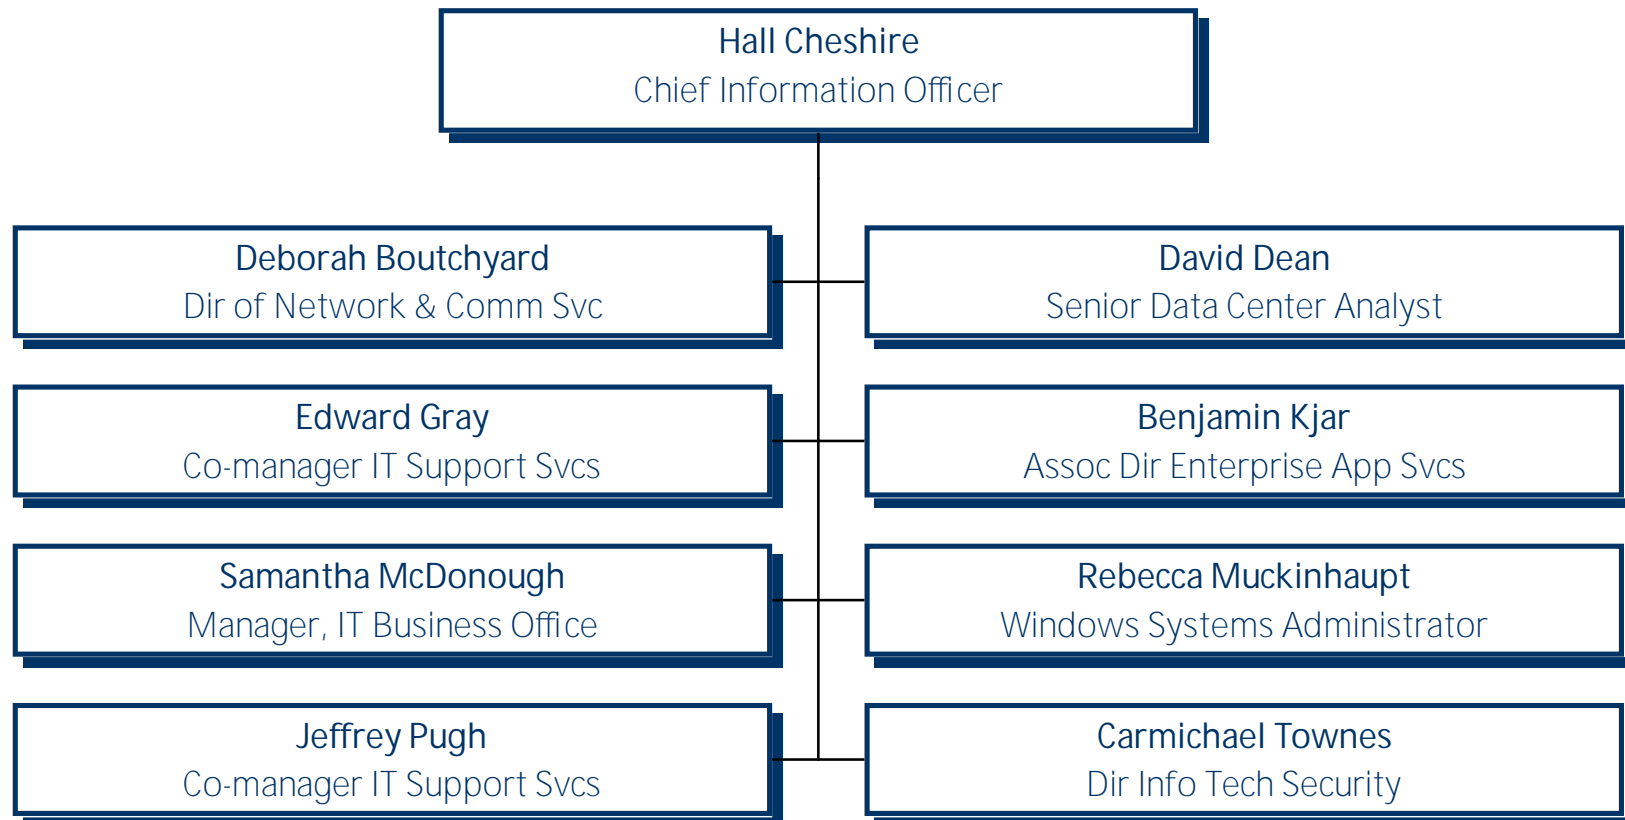 Hall Cheshire
Chief Information Officer
Deborah Boutchyard
Dir of Network & Comm Svc
David Dean
Senior Data Center Analyst
Edward Gray
Co-manager IT Support Svcs
Benjamin Kjar
Assoc Dir Enterprise App Svcs
Samantha McDonough
Manager, IT Business Office
Rebecca Muckinhaupt
Windows Systems Administrator
Jeffrey Pugh
Co-manager IT Support Svcs
Carmichael Townes
Dir Info Tech Security